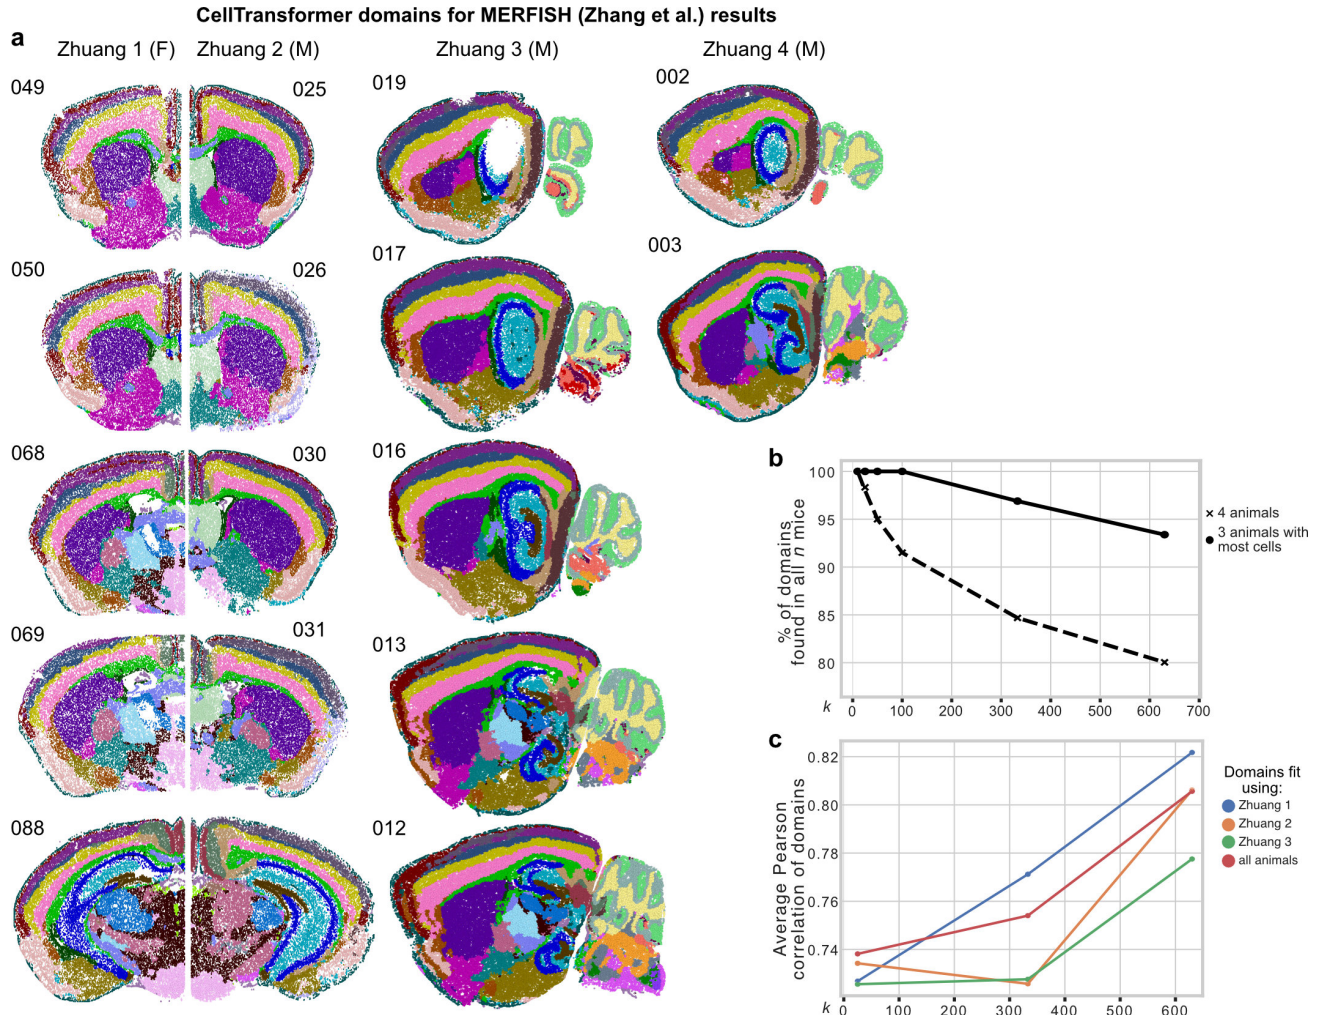 CellTransformer domains for MERFISH (Zhang et al.) results
a
Zhuang 1 (F)
Zhuang 2 (M)
Zhuang 3 (M)
Zhuang 4 (M)
049
025
019
002
050
026
017
003
068
030
016
069
031
013
088
012
b
% of domains
found in all n mice
100
95
90
85
80
k
0 100 200 300 400 500 600 700
4 animals
3 animals with
most cells
c
Average Pearson
correlation of domains
0.82
0.80
0.78
0.76
0.74
k
0 100 200 300 400 500 600
Domains fit
using:
Zhuang 1
Zhuang 2
Zhuang 3
all animals